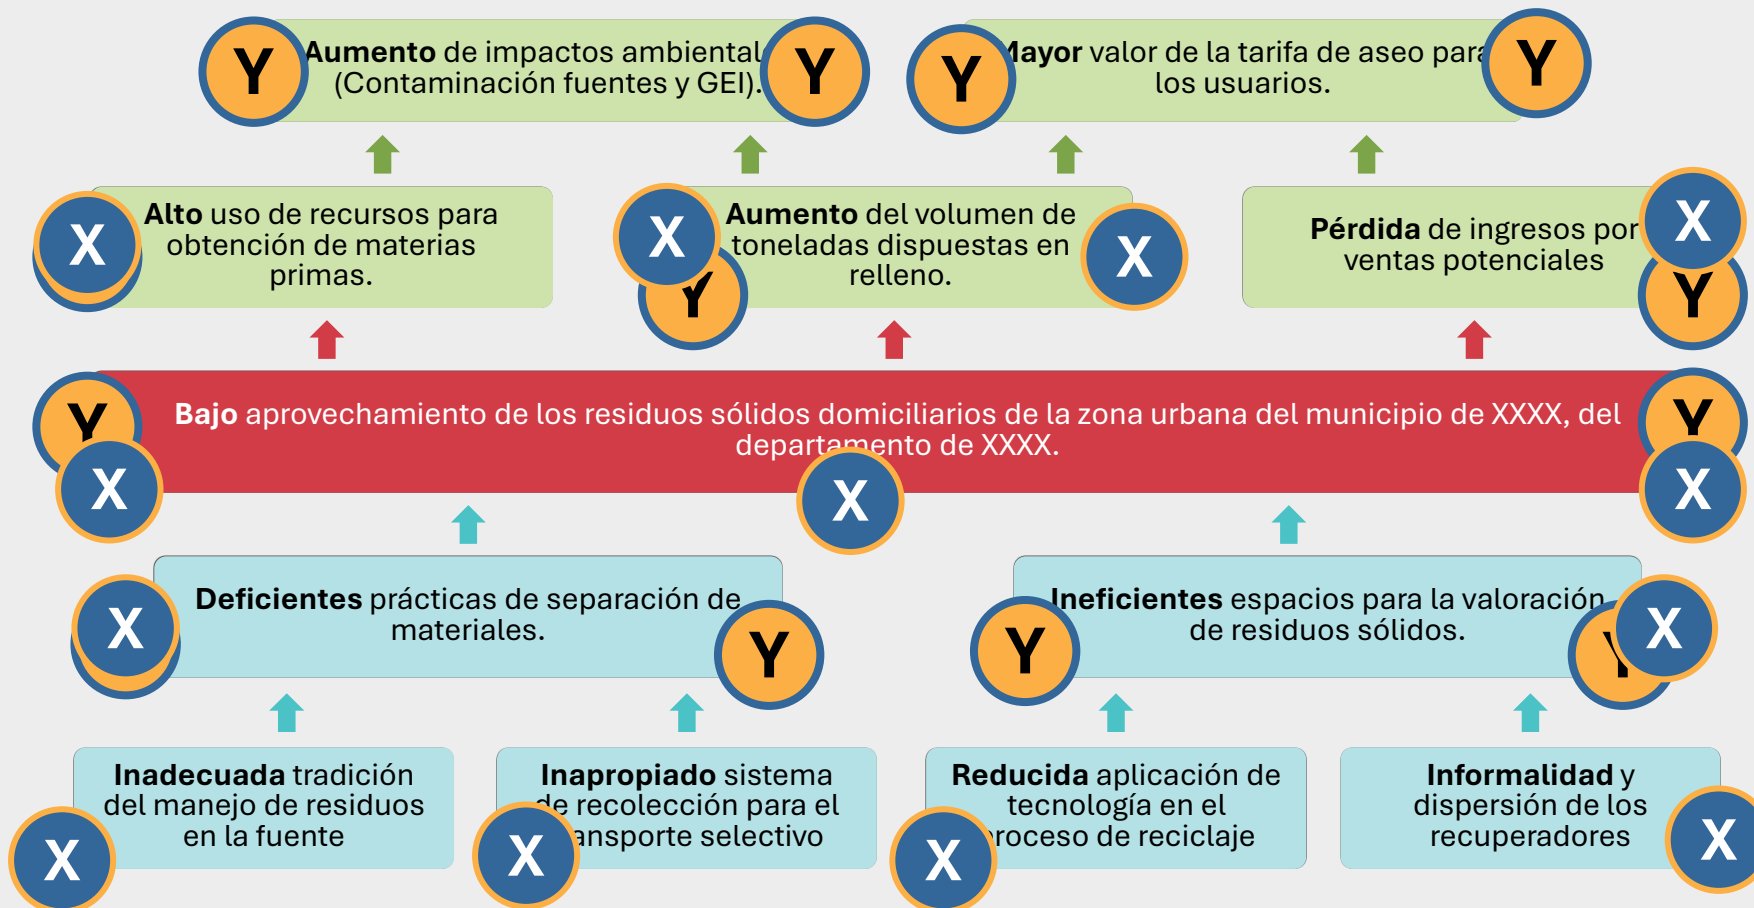 Y
Aumento de impactos ambiental
(Contaminación fuentes y GEI).
Y
Y
Mayor valor de la tarifa de aseo para
los usuarios.
Y
X
Alto uso de recursos para
obtención de materias
primas.
X
Y
Aumento del volumen de
toneladas dispuestas en
relleno.
X
Pérdida de ingresos por
ventas potenciales
X
Y
Y
X
Bajo aprovechamiento de los residuos sólidos domiciliarios de la zona urbana del municipio de XXXX, del
departamento de XXXX.
X
Y
X
X
Deficientes prácticas de separación de
materiales.
Y
Y
Ineficientes espacios para la valoración
de residuos sólidos.
Y
X
Inadecuada tradición
del manejo de residuos
en la fuente
X
Inapropiado sistema
de recolección para el
ansporte selectivo
X
Reducida aplicación de
tecnología en el
roceso de reciclaje
X
Informalidad y
dispersión de los
recuperadores
X